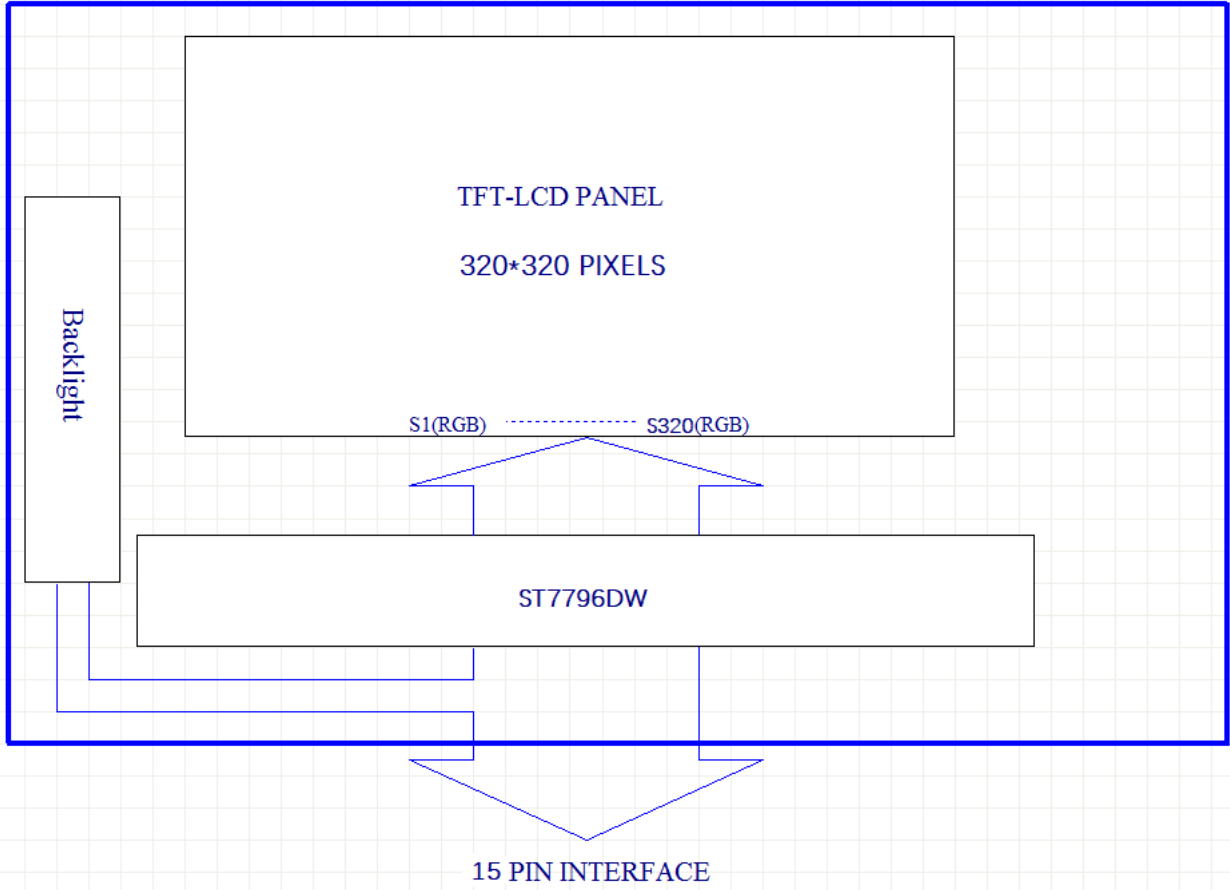 TFT-LCD PANEL
320*320 PIXELS
Backlight
S1(RGB) ---------- S320(RGB)
ST7796DW
15 PIN INTERFACE